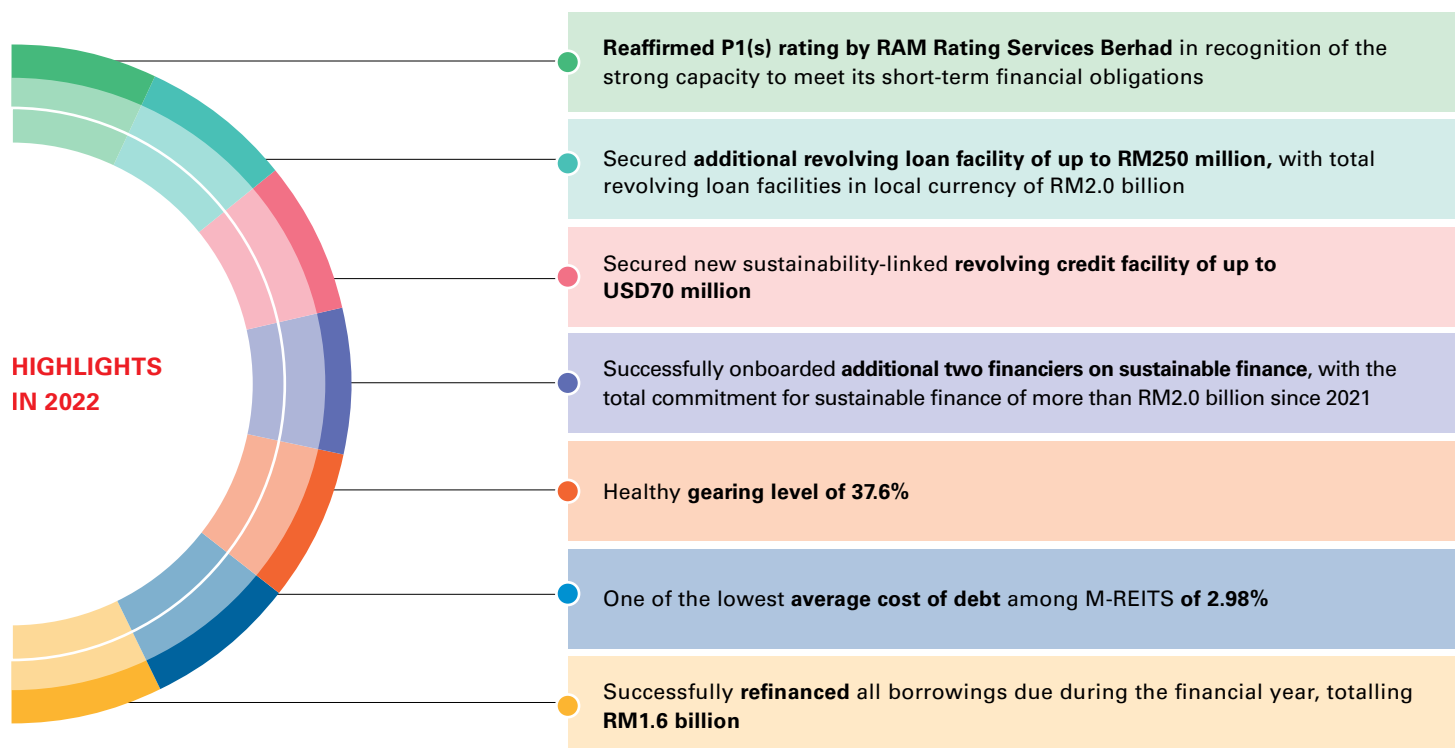 HIGHLIGHTS
IN 2022
Reaffirmed P1(s) rating by RAM Rating Services Berhad in recognition of the
strong capacity to meet its short-term financial obligations
Secured additional revolving loan facility of up to RM250 million, with total
revolving loan facilities in local currency of RM2.0 billion
Secured new sustainability-linked revolving credit facility of up to
USD70 million
Successfully onboarded additional two financiers on sustainable finance, with the
total commitment for sustainable finance of more than RM2.0 billion since 2021
Healthy gearing level of 37.6%
One of the lowest average cost of debt among M-REITS of 2.98%
Successfully refinanced all borrowings due during the financial year, totalling
RM1.6 billion